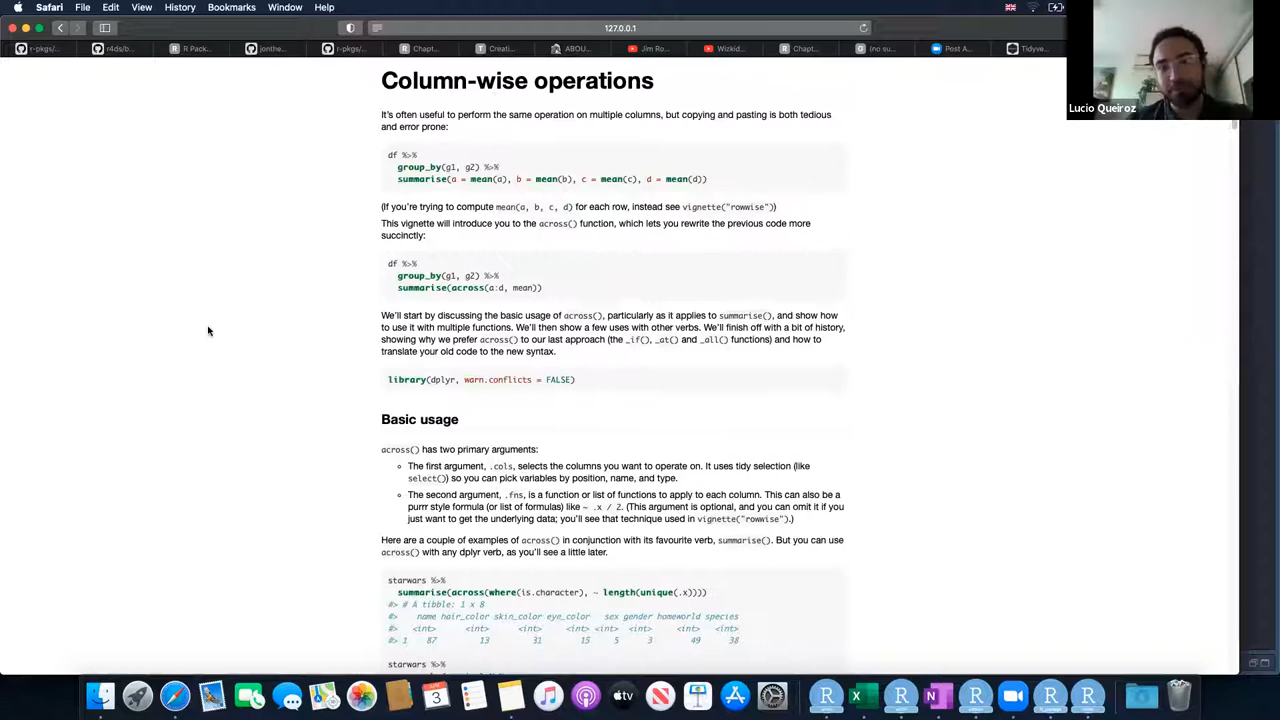 Safari File Edit View History Bookmarks Window Help
127.0.0.1
r-pkgs/... r4ds/b... R Pack... jonthe... r-pkgs/... Chapt... Creati... ABOU... Jim Ro... Wizkid... Chapt... (no su... Post A... Tidyve...
Lucio Queiroz
Column-wise operations
It's often useful to perform the same operation on multiple columns, but copying and pasting is both tedious
and error prone:
df %>%
group_by(g1, g2) %>%
summarise(a = mean(a), b = mean(b), c = mean(c), d = mean(d))
(If you're trying to compute mean(a, b, c, d) for each row, instead see vignette("rowwise"))
This vignette will introduce you to the across() function, which lets you rewrite the previous code more
succinctly:
df %>%
group_by(g1, g2) %>%
summarise(across(a:d, mean))
We'll start by discussing the basic usage of across(), particularly as it applies to summarise(), and show how
to use it with multiple functions. We'll then show a few uses with other verbs. We'll finish off with a bit of history,
showing why we prefer across() to our last approach (the _if(), _at() and _all() functions) and how to
translate your old code to the new syntax.
library(dplyr, warn.conflicts = FALSE)
Basic usage
across() has two primary arguments:
The first argument, .cols, selects the columns you want to operate on. It uses tidy selection (like
select()) so you can pick variables by position, name, and type.
The second argument, .fns, is a function or list of functions to apply to each column. This can also be a
purrr style formula (or list of formulas) like ~ .x / 2. (This argument is optional, and you can omit it if you
just want to get the underlying data; you'll see that technique used in vignette("rowwise").)
Here are a couple of examples of across() in conjunction with its favourite verb, summarise(). But you can use
across() with any dplyr verb, as you'll see a little later.
starwars %>%
summarise(across(where(is.character), ~ length(unique(.x))))
#> # A tibble: 1 x 8
#> name hair_color skin_color eye_color sex gender homeworld species
#> <int> <int> <int> <int> <int> <int> <int> <int>
#> 1 87 13 31 15 5 3 49 38
starwars %>%